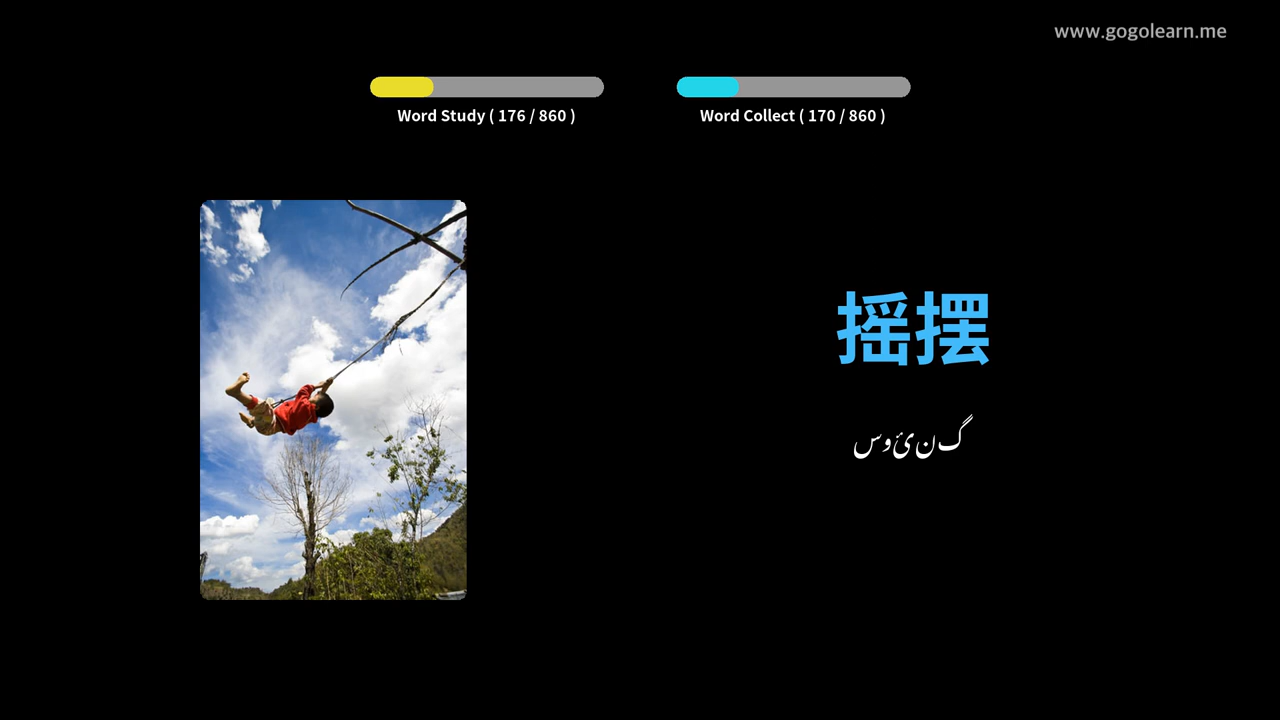 www.gogolearn.me
Word Study ( 176 / 860 )
Word Collect ( 170 / 860 )
摇摆
گ ن ئ و س